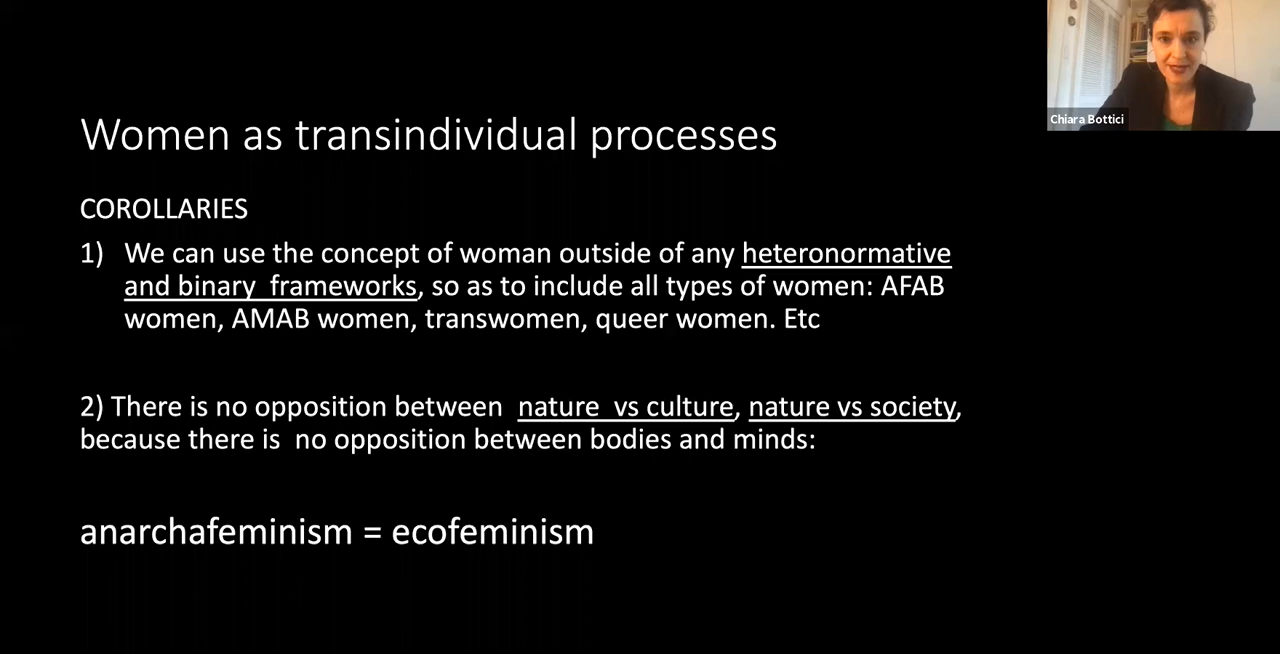 Chiara Bottici
Women as transindividual processes
COROLLARIES
1) We can use the concept of woman outside of any heteronormative
and binary  frameworks, so as to include all types of women: AFAB
women, AMAB women, transwomen, queer women. Etc
2) There is no opposition between  nature  vs culture, nature vs society,
because there is  no opposition between bodies and minds:
anarchafeminism = ecofeminism